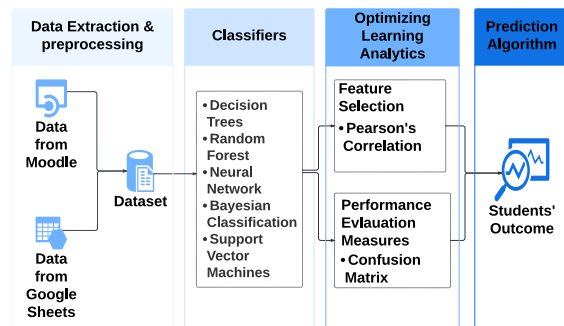 Data Extraction &
preprocessing
Data
from
Moodle
Data
from
Google
Sheets
Dataset
Classifiers
• Decision
Trees
• Random
Forest
• Neural
Network
• Bayesian
Classification
• Support
Vector
Machines
Optimizing
Learning
Analytics
Feature
Selection
• Pearson's
Correlation
Performance
Evlauation
Measures
• Confusion
Matrix
Prediction
Algorithm
Students'
Outcome